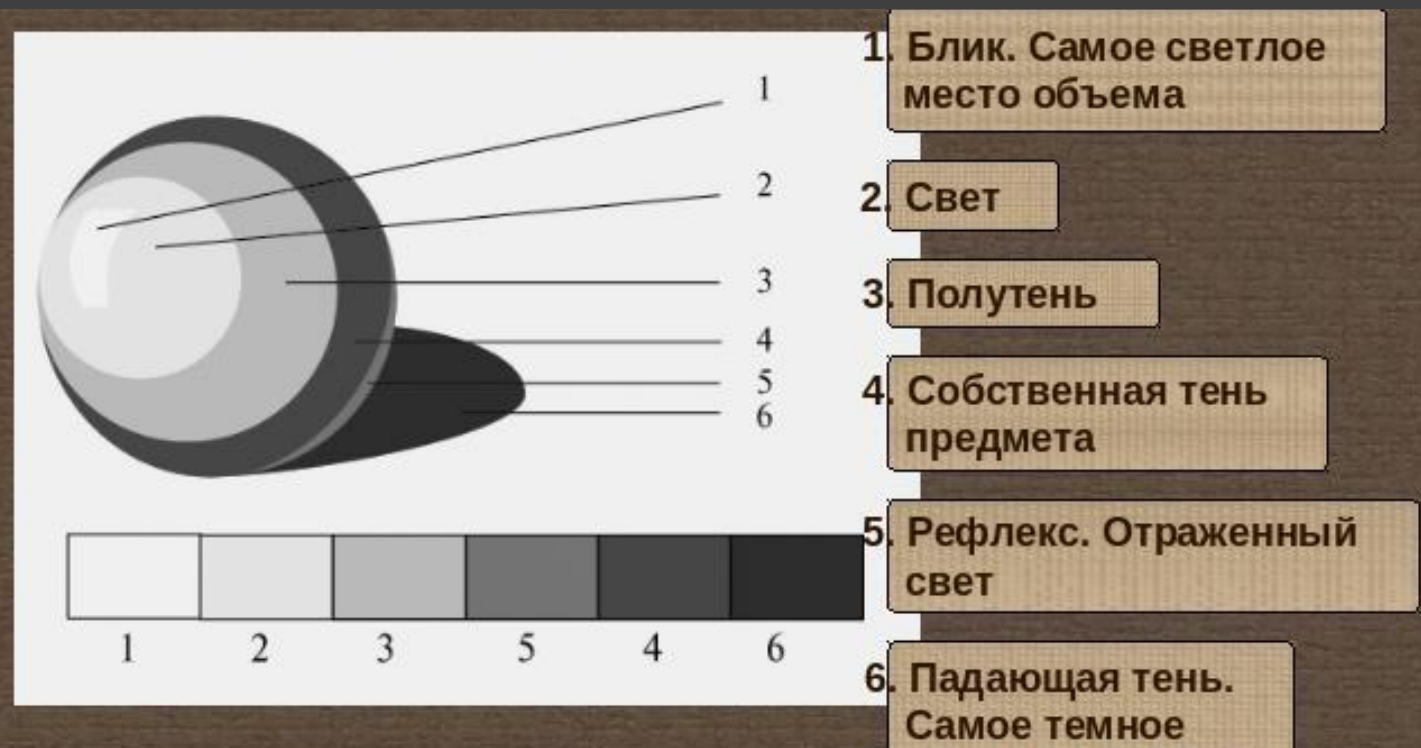 1
2
3
4
5
6
1 2 3 5 4 6
1. Блик. Самое светлое
место объема
2. Свет
3. Полутень
4. Собственная тень
предмета
5. Рефлекс. Отраженный
свет
6. Падающая тень.
Самое темное